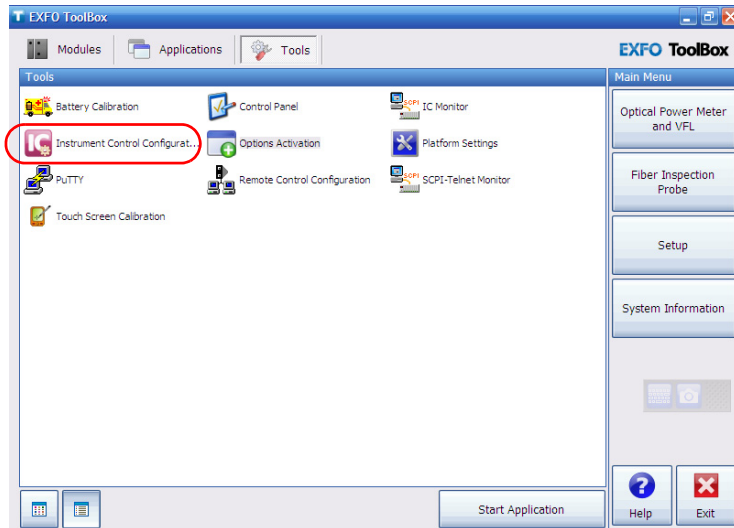 EXFO ToolBox
Modules
Applications
Tools
EXFO ToolBox
Tools
Main Menu
Battery Calibration
Control Panel
SCPI
IC Monitor
Optical Power Meter
and VFL
IC
Instrument Control Configurat...
Options Activation
Platform Settings
PuTTY
Remote Control Configuration
SCPI
SCPI-Telnet Monitor
Fiber Inspection
Probe
Touch Screen Calibration
Setup
System Information
Start Application
?
Help
Exit